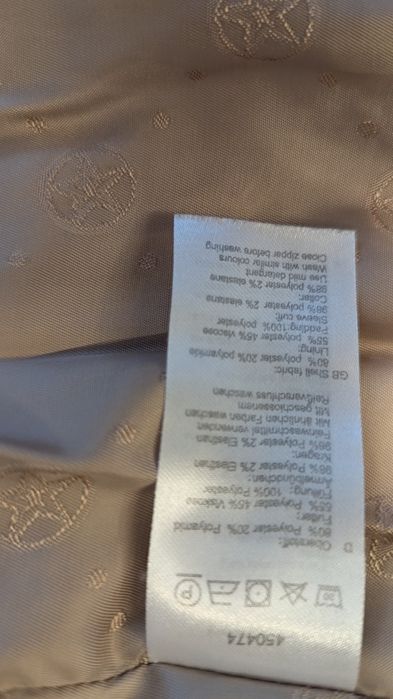 450474
30 P
D Oberstoff:
80% Polyester 20% Polyamid
Futter:
55% Polyester 45% Viskose
Füllung: 100% Polyester
Ärmelbündchen:
98% Polyester 2% Elasthan
Kragen:
98% Polyester 2% Elasthan
Feinwaschmittel verwenden
Mit ähnlichen Farben waschen
Mit geschlossenem
Reißverschluss waschen
GB Shell fabric:
80% polyester 20% polyamide
Lining:
55% polyester 45% viscose
Padding:100% polyester
Sleeve cuff:
98% polyester 2% elastane
Collar:
98% polyester 2% elastane
Use mild detergent
Wash with similar colours
Close zipper before washing